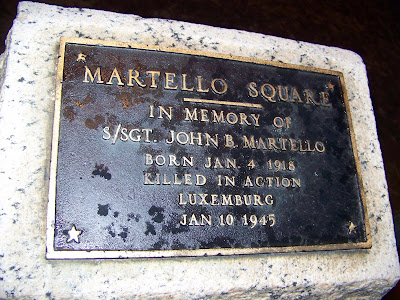 MARTELLO SQUARE
IN MEMORY OF
S/SGT. JOHN B. MARTELLO
BORN JAN. 4 1918
KILLED IN ACTION
LUXEMBURG
JAN 10 1945